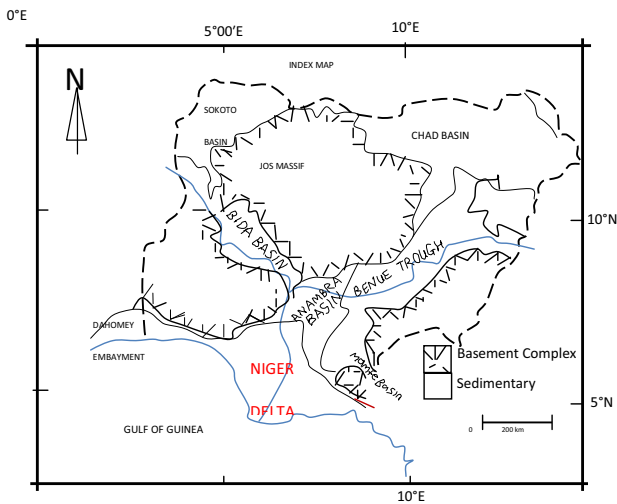 0°E
5°00'E
10°E
INDEX MAP
N
SOKOTO
BASIN
CHAD BASIN
JOS MASSIF
BIDA BASIN
10°N
BENUE TROUGH
ANAMBRA
BASIN
DAHOMEY
EMBAYMENT
Mamfe Basin
Basement Complex
Sedimentary
NIGER
DELTA
5°N
0
200 km
GULF OF GUINEA
10°E